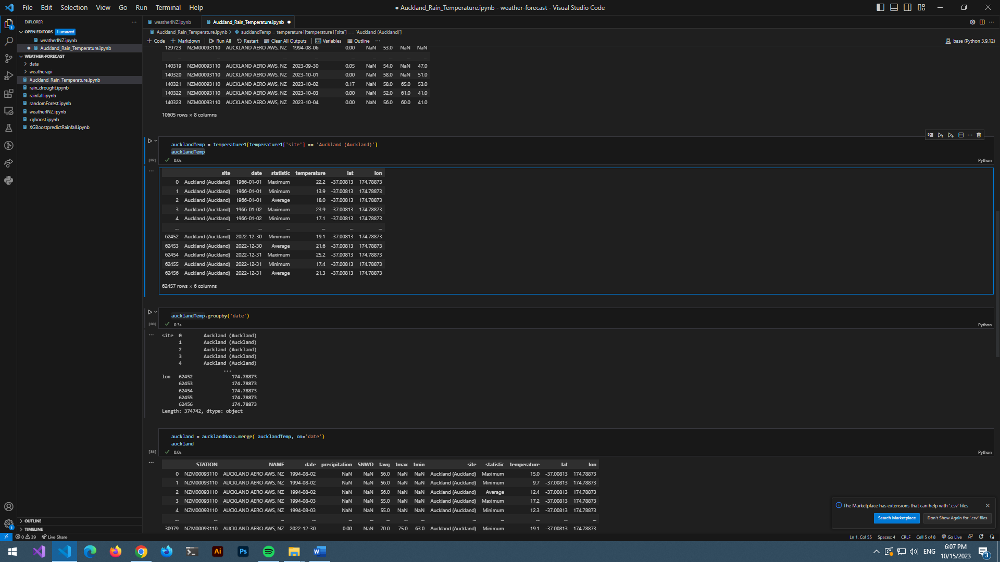 File Edit Selection View Go Run Terminal Help
● Auckland_Rain_Temperature.ipynb - weather-forecast - Visual Studio Code
EXPLORER
OPEN EDITORS 1 unsaved
weatherINZ.ipynb
Auckland_Rain_Temperature.ipynb
WEATHER-FORECAST
data
weatherapi
Auckland_Rain_Temperature.ipynb
rain_drought.ipynb
rainfall.ipynb
randomForest.ipynb
weatherINZ.ipynb
xgboost.ipynb
XGBoostpredictRainfall.ipynb
OUTLINE
TIMELINE
weatherINZ.ipynb Auckland_Rain_Temperature.ipynb
Auckland_Rain_Temperature.ipynb > aucklandTemp = temperature1[temperature1['site'] == 'Auckland (Auckland)']
+ Code + Markdown Run All Restart Clear All Outputs Variables Outline ... base (Python 3.9.12)
129723 NZM00093110 AUCKLAND AERO AWS, NZ 1994-08-06 0.00 NaN 53.0 NaN NaN
... ... ... ... ... ... ... ... ...
140319 NZM00093110 AUCKLAND AERO AWS, NZ 2023-09-30 0.05 NaN 54.0 NaN 47.0
140320 NZM00093110 AUCKLAND AERO AWS, NZ 2023-10-01 0.00 NaN 58.0 NaN 51.0
140321 NZM00093110 AUCKLAND AERO AWS, NZ 2023-10-02 0.17 NaN 58.0 65.0 53.0
140322 NZM00093110 AUCKLAND AERO AWS, NZ 2023-10-03 0.00 NaN 52.0 61.0 41.0
140323 NZM00093110 AUCKLAND AERO AWS, NZ 2023-10-04 0.00 NaN 56.0 60.0 41.0
10605 rows × 8 columns
aucklandTemp = temperature1[temperature1['site'] == 'Auckland (Auckland)']
aucklandTemp
[82] 0.0s Python
site date statistic temperature lat lon
0 Auckland (Auckland) 1966-01-01 Maximum 22.2 -37.00813 174.78873
1 Auckland (Auckland) 1966-01-01 Minimum 13.9 -37.00813 174.78873
2 Auckland (Auckland) 1966-01-01 Average 18.0 -37.00813 174.78873
3 Auckland (Auckland) 1966-01-02 Maximum 23.9 -37.00813 174.78873
4 Auckland (Auckland) 1966-01-02 Minimum 17.1 -37.00813 174.78873
... ... ... ... ... ... ...
62452 Auckland (Auckland) 2022-12-30 Minimum 19.1 -37.00813 174.78873
62453 Auckland (Auckland) 2022-12-30 Average 21.6 -37.00813 174.78873
62454 Auckland (Auckland) 2022-12-31 Maximum 25.2 -37.00813 174.78873
62455 Auckland (Auckland) 2022-12-31 Minimum 17.4 -37.00813 174.78873
62456 Auckland (Auckland) 2022-12-31 Average 21.3 -37.00813 174.78873
62457 rows × 6 columns
aucklandTemp.groupby('date')
[88] 0.3s Python
site 0 Auckland (Auckland)
1 Auckland (Auckland)
2 Auckland (Auckland)
3 Auckland (Auckland)
4 Auckland (Auckland)
...
lon 62452 174.78873
62453 174.78873
62454 174.78873
62455 174.78873
62456 174.78873
Length: 374742, dtype: object
auckland = aucklandNoaa.merge( aucklandTemp, on='date')
auckland
[86] 0.0s Python
STATION NAME date precipitation SNWD tavg tmax tmin site statistic temperature lat lon
0 NZM00093110 AUCKLAND AERO AWS, NZ 1994-08-02 NaN NaN 56.0 NaN NaN Auckland (Auckland) Maximum 15.0 -37.00813 174.78873
1 NZM00093110 AUCKLAND AERO AWS, NZ 1994-08-02 NaN NaN 56.0 NaN NaN Auckland (Auckland) Minimum 9.7 -37.00813 174.78873
2 NZM00093110 AUCKLAND AERO AWS, NZ 1994-08-02 NaN NaN 56.0 NaN NaN Auckland (Auckland) Average 12.4 -37.00813 174.78873
3 NZM00093110 AUCKLAND AERO AWS, NZ 1994-08-03 NaN NaN 55.0 NaN NaN Auckland (Auckland) Maximum 17.2 -37.00813 174.78873
4 NZM00093110 AUCKLAND AERO AWS, NZ 1994-08-03 NaN NaN 55.0 NaN NaN Auckland (Auckland) Minimum 12.3 -37.00813 174.78873
... ... ... ... ... ... ... ... ... ... ... ... ... ...
30979 NZM00093110 AUCKLAND AERO AWS, NZ 2022-12-30 0.00 NaN 70.0 75.0 63.0 Auckland (Auckland) Minimum 19.1 -37.00813 174.78873
The Marketplace has extensions that can help with '.csv' files
Search Marketplace Don't Show Again for '.csv' files
0 39 Live Share Ln 1, Col 55 Spaces: 4 CRLF Cell 5 of 8 Go Live
Ai Ps W ENG 6:07 PM
10/15/2023 3